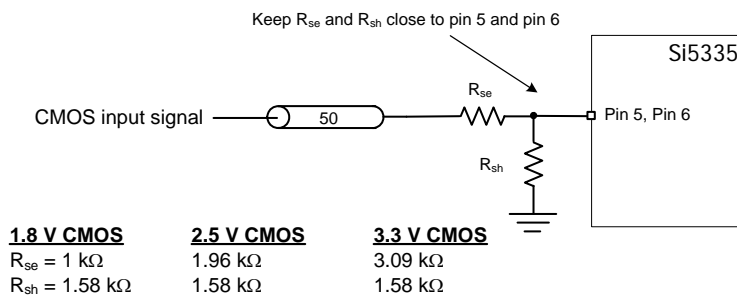 Keep Rse and Rsh close to pin 5 and pin 6
Si5335
Rse
CMOS input signal
50
Pin 5, Pin 6
Rsh
1.8 V CMOS 2.5 V CMOS 3.3 V CMOS
Rse = 1 kΩ 1.96 kΩ 3.09 kΩ
Rsh = 1.58 kΩ 1.58 kΩ 1.58 kΩ